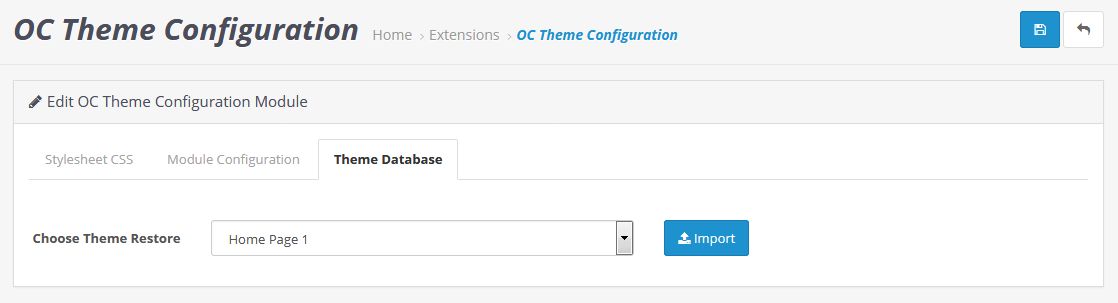 OC Theme Configuration Home › Extensions › OC Theme Configuration
Edit OC Theme Configuration Module
Stylesheet CSS Module Configuration Theme Database
Choose Theme Restore Home Page 1 Import